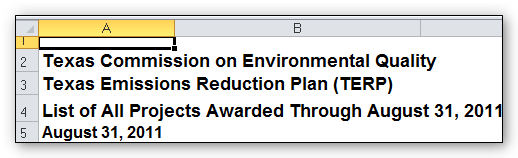 A B
1
2 Texas Commission on Environmental Quality
3 Texas Emissions Reduction Plan (TERP)
4 List of All Projects Awarded Through August 31, 2011
5 August 31, 2011